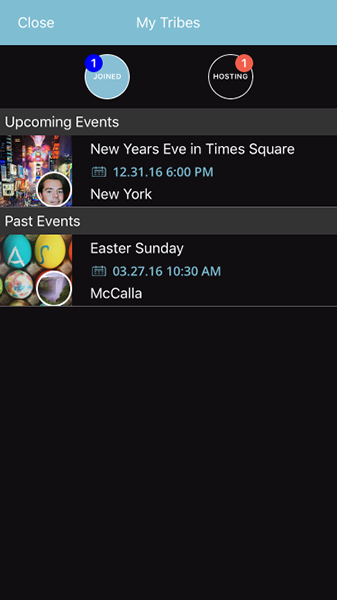 Close
My Tribes
1
JOINED
1
HOSTING
Upcoming Events
New Years Eve in Times Square
12.31.16 6:00 PM
New York
Past Events
Easter Sunday
03.27.16 10:30 AM
McCalla
A r